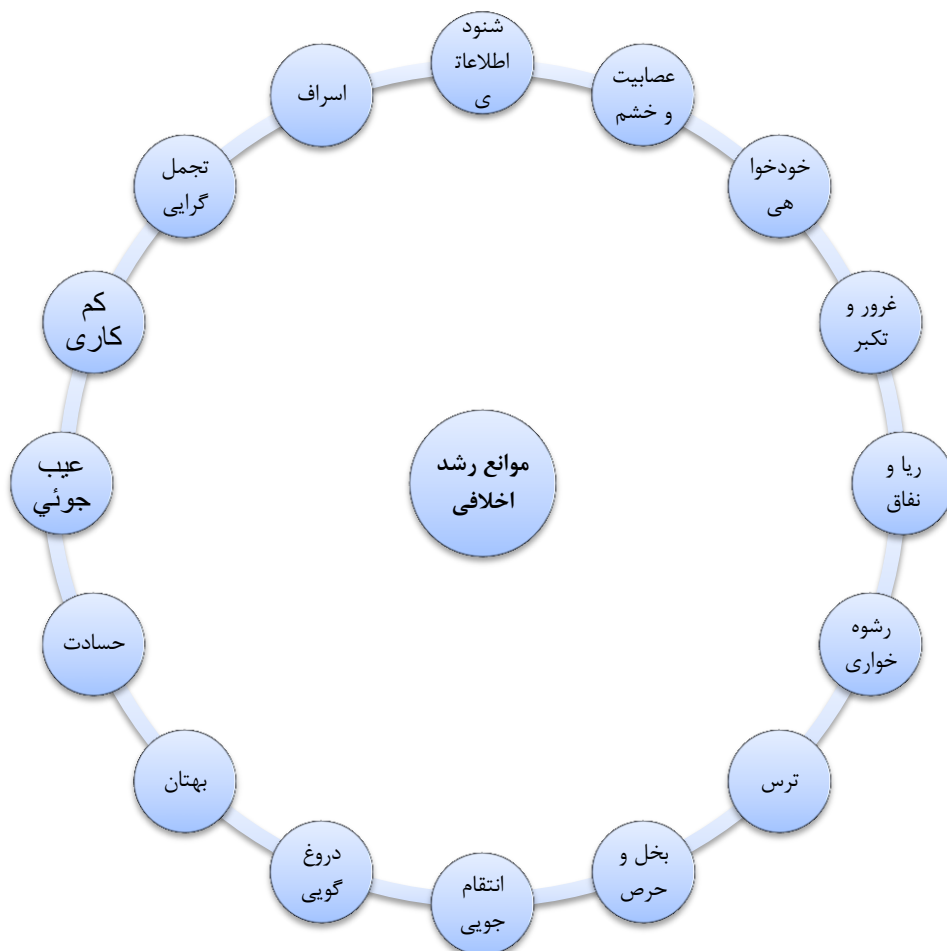 شنود
اطلاعات
ی
عصابیت
و خشم
خودخوا
هی
غرور و
تکبر
ریا و
نفاق
رشوه
خواری
ترس
بخل و
حرص
انتقام
جویی
دروغ
گویی
بهتان
حسادت
عیب
جوئي
کم
کاری
تجمل
گرایی
اسراف
موانع رشد
اخلافی